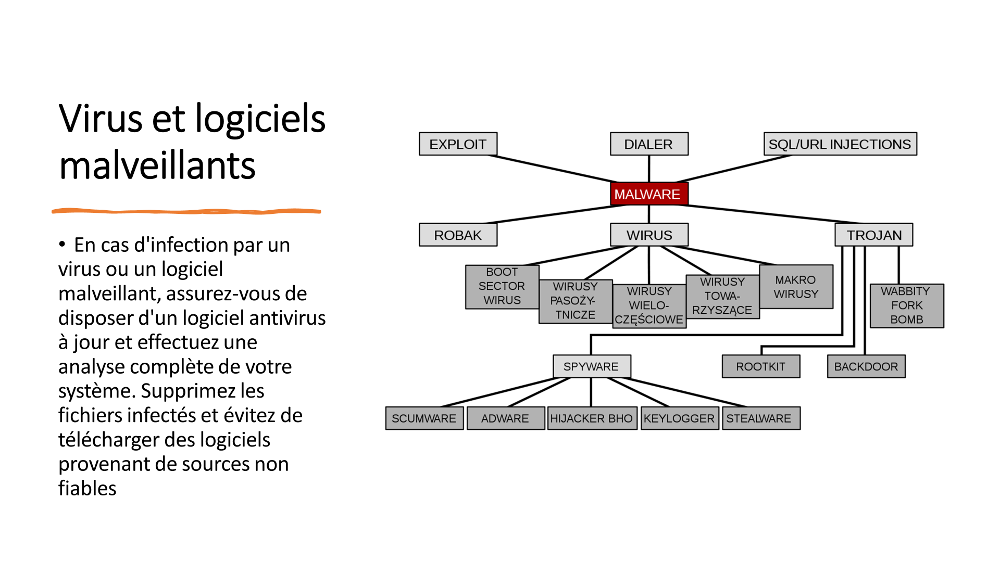 Virus et logiciels
malveillants
• En cas d'infection par un
virus ou un logiciel
malveillant, assurez-vous de
disposer d'un logiciel antivirus
à jour et effectuez une
analyse complète de votre
système. Supprimez les
fichiers infectés et évitez de
télécharger des logiciels
provenant de sources non
fiables
EXPLOIT
DIALER
SQL/URL INJECTIONS
MALWARE
ROBAK
WIRUS
TROJAN
BOOT
SECTOR
WIRUS
WIRUSY
PASOŻY-
TNICZE
WIRUSY
WIELO-
CZĘŚCIOWE
WIRUSY
TOWA-
RZYSZĄCE
MAKRO
WIRUSY
WABBITY
FORK
BOMB
SPYWARE
ROOTKIT
BACKDOOR
SCUMWARE
ADWARE
HIJACKER BHO
KEYLOGGER
STEALWARE